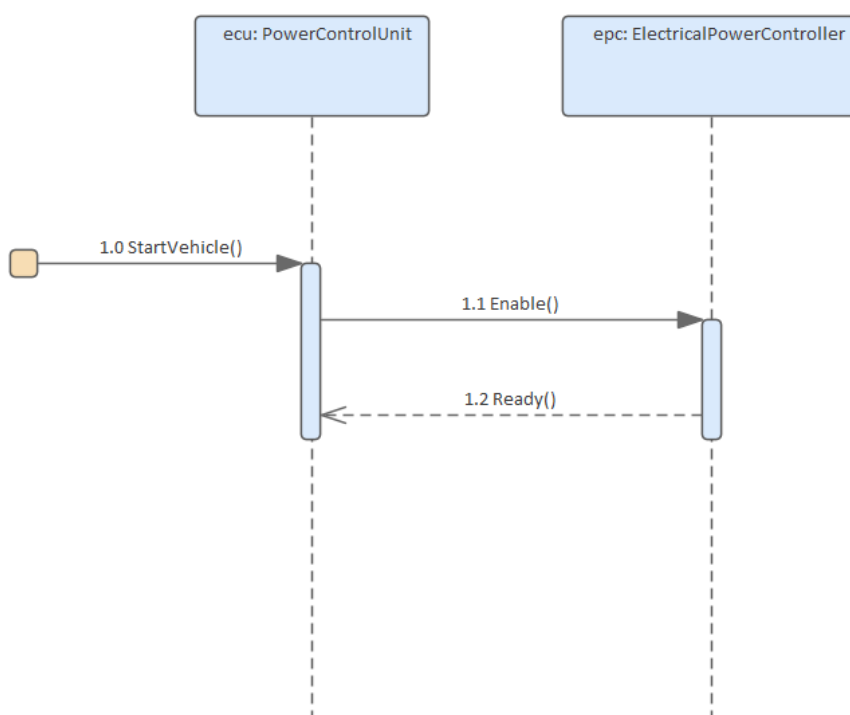 ecu: PowerControlUnit
epc: ElectricalPowerController
1.0 StartVehicle()
1.1 Enable()
1.2 Ready()